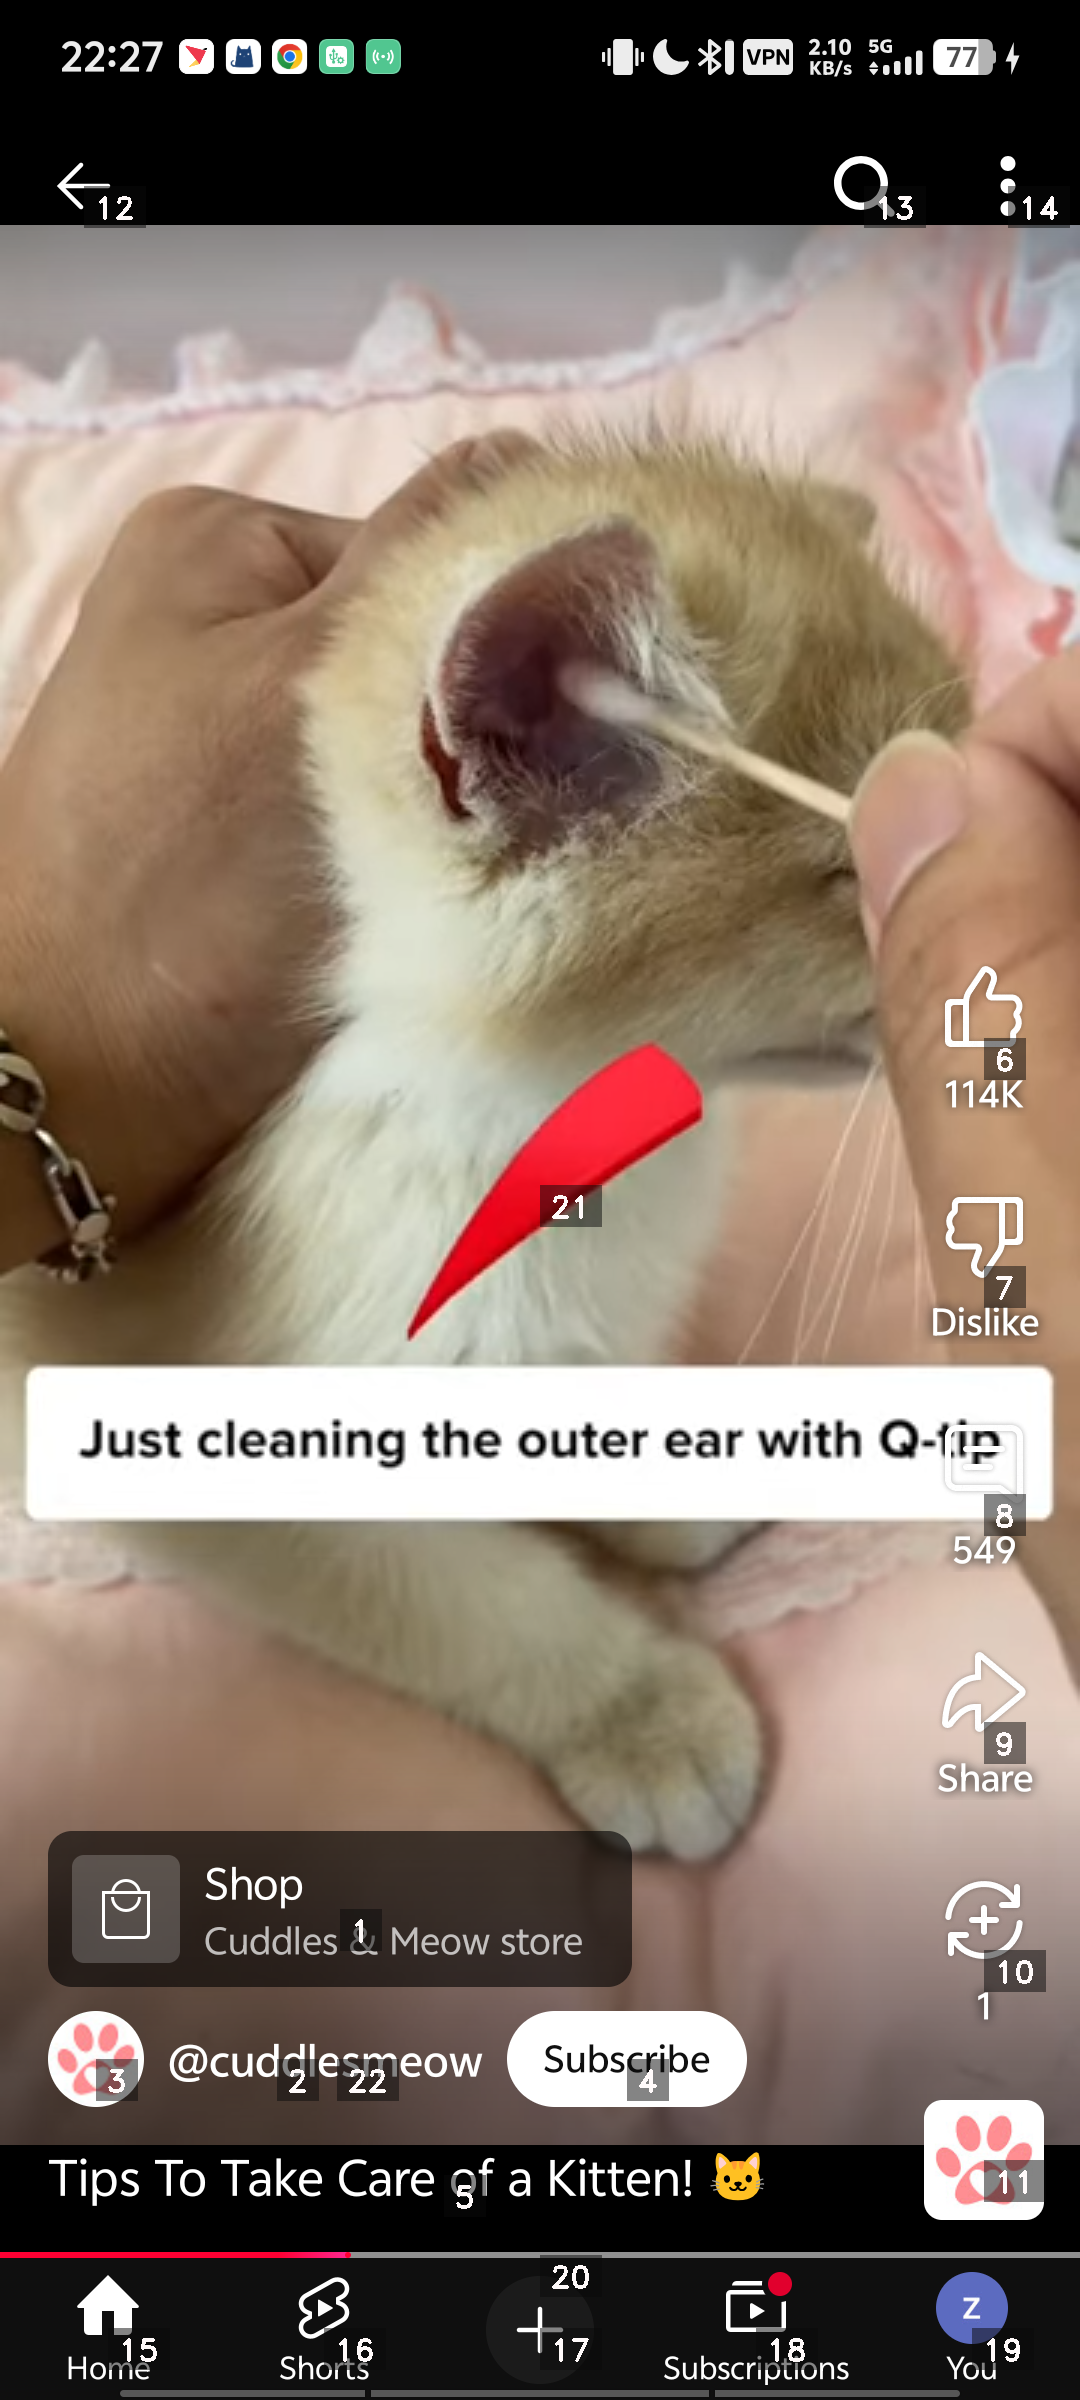 22:27
VPN
2.10 KB/s
5G
77
12
13
14
6
114K
21
7
Dislike
Just cleaning the outer ear with Q-tip
8
549
9
Share
Shop
Cuddles & Meow store
1
10
1
@cuddlesmeow
Subscribe
3
2
22
4
Tips To Take Care of a Kitten! 🐱
5
11
20
Z
15
16
17
18
19
Home
Shorts
Subscriptions
You